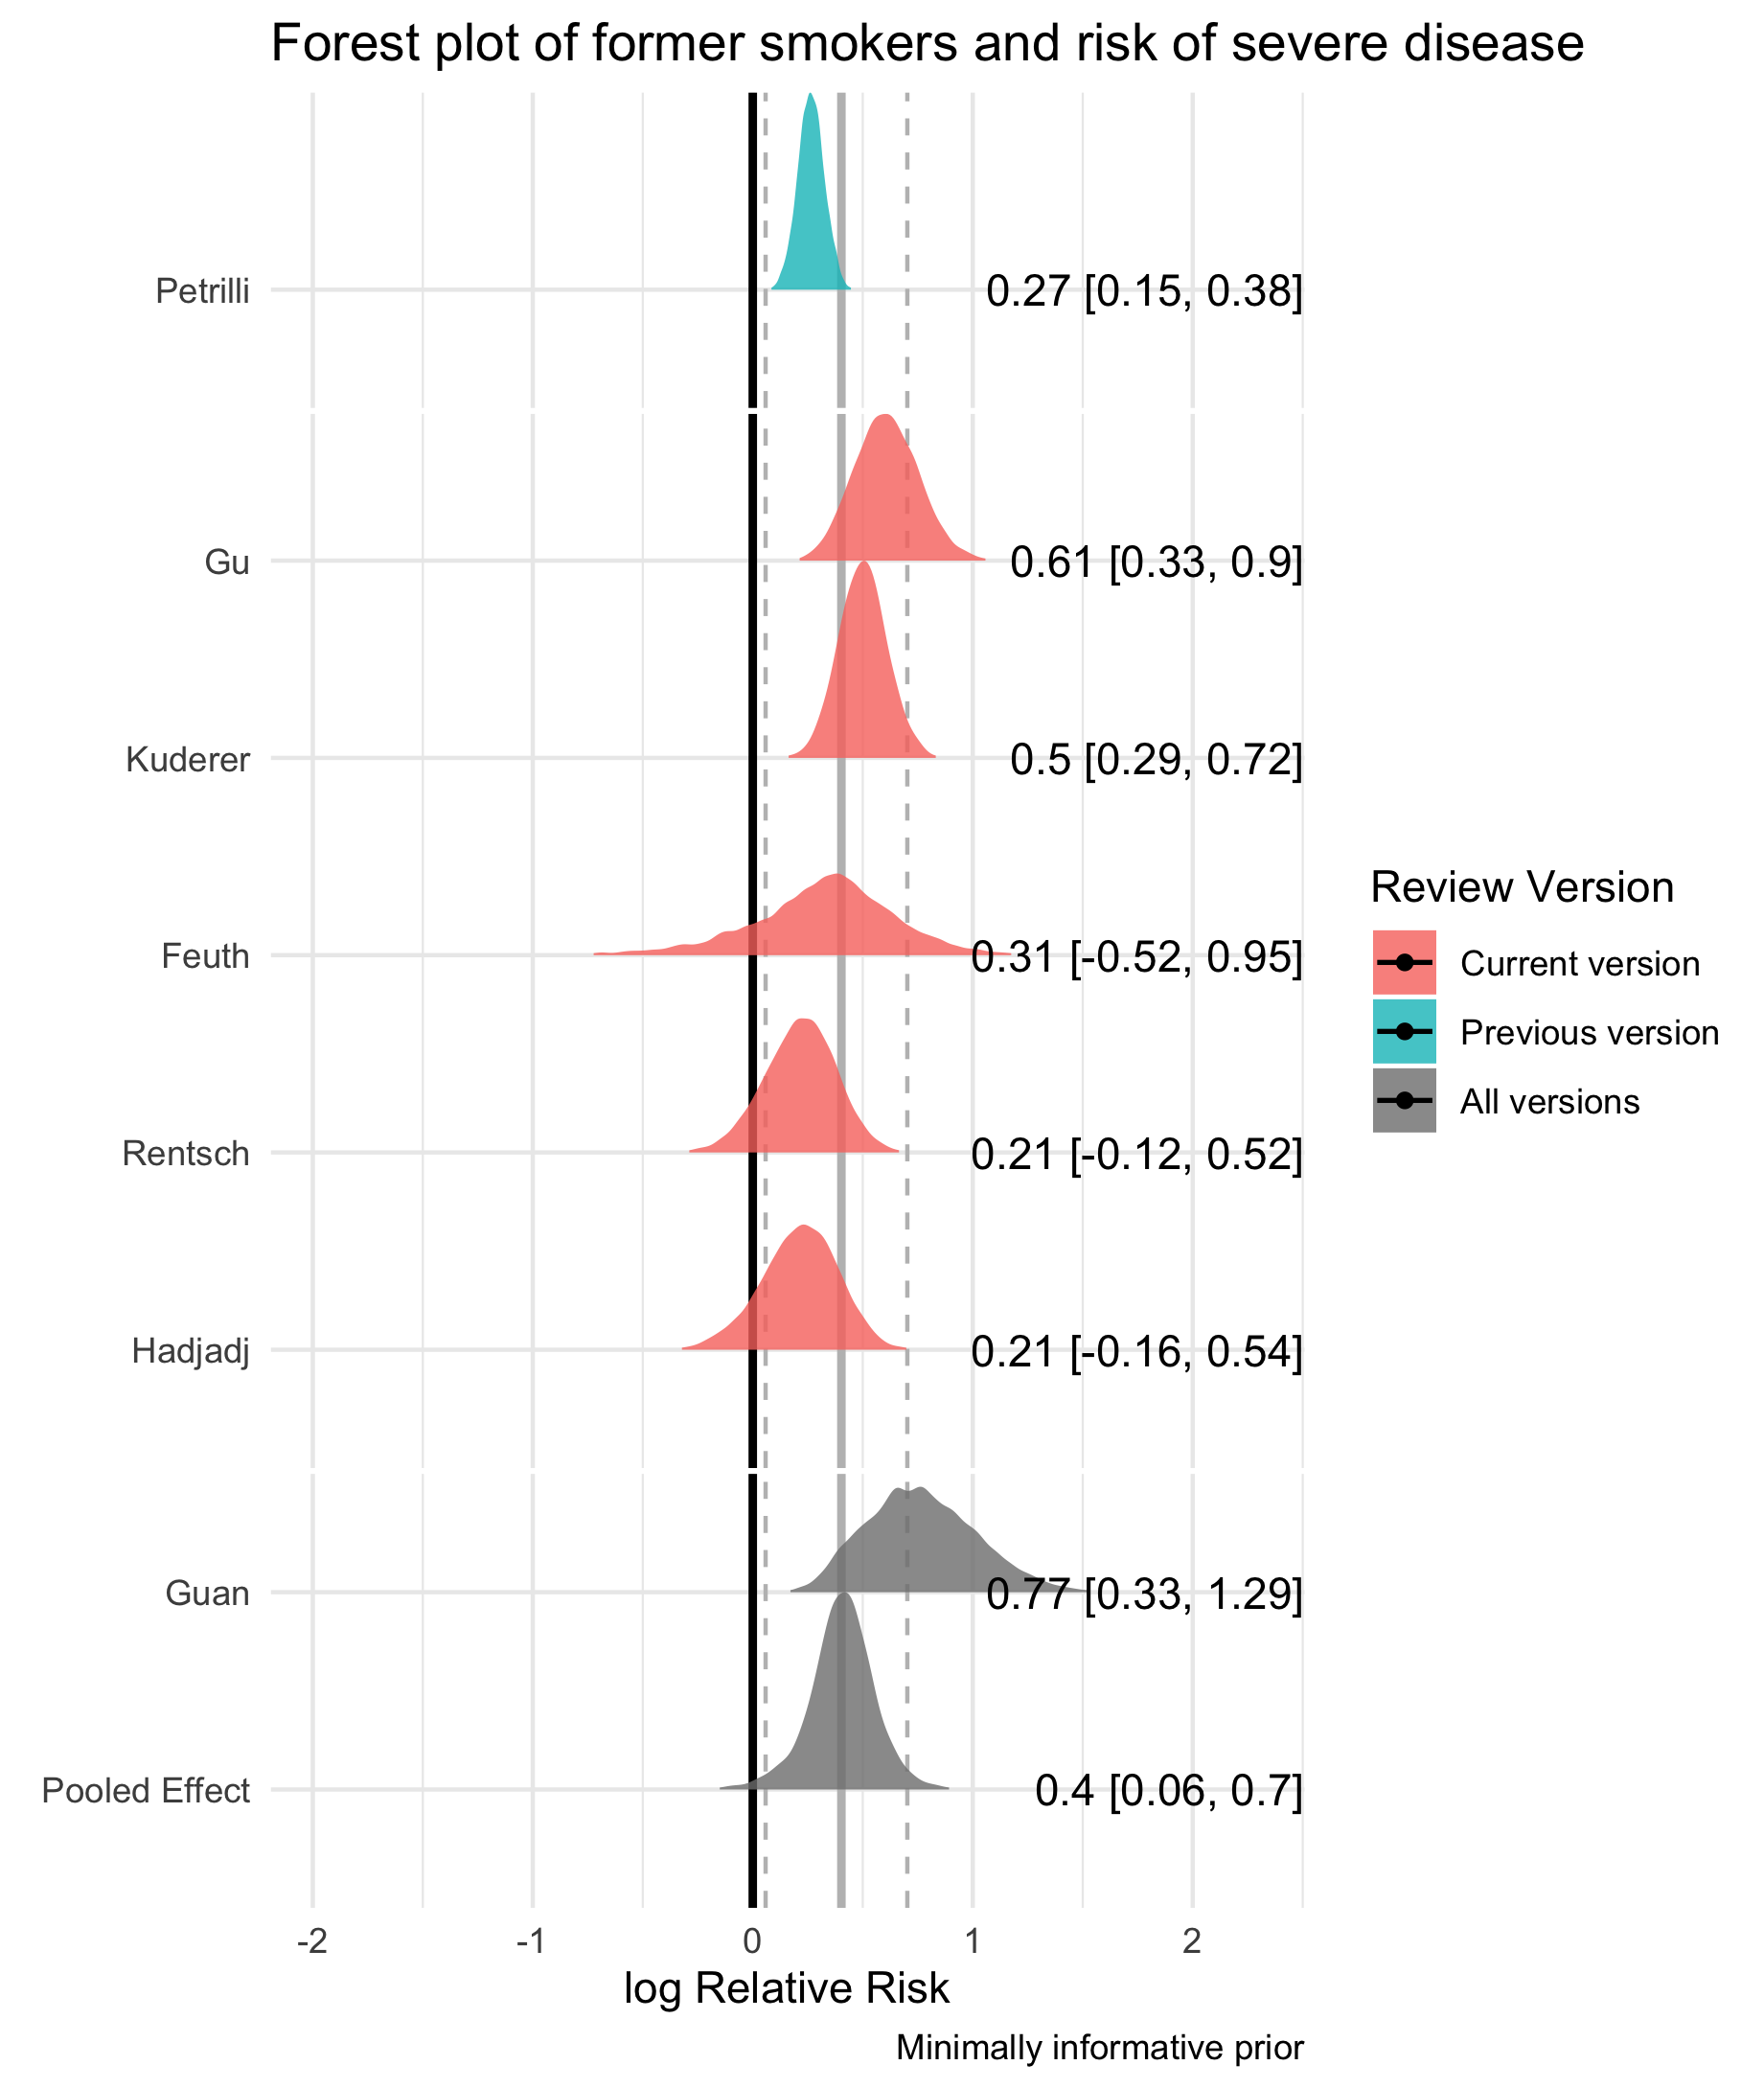 Forest plot of former smokers and risk of severe disease
Petrilli
0.27 [0.15, 0.38]
Gu
0.61 [0.33, 0.9]
Kuderer
0.5 [0.29, 0.72]
Feuth
0.31 [-0.52, 0.95]
Rentsch
0.21 [-0.12, 0.52]
Hadjadj
0.21 [-0.16, 0.54]
Guan
0.77 [0.33, 1.29]
Pooled Effect
0.4 [0.06, 0.7]
-2 -1 0 1 2
log Relative Risk
Minimally informative prior
Review Version
Current version
Previous version
All versions